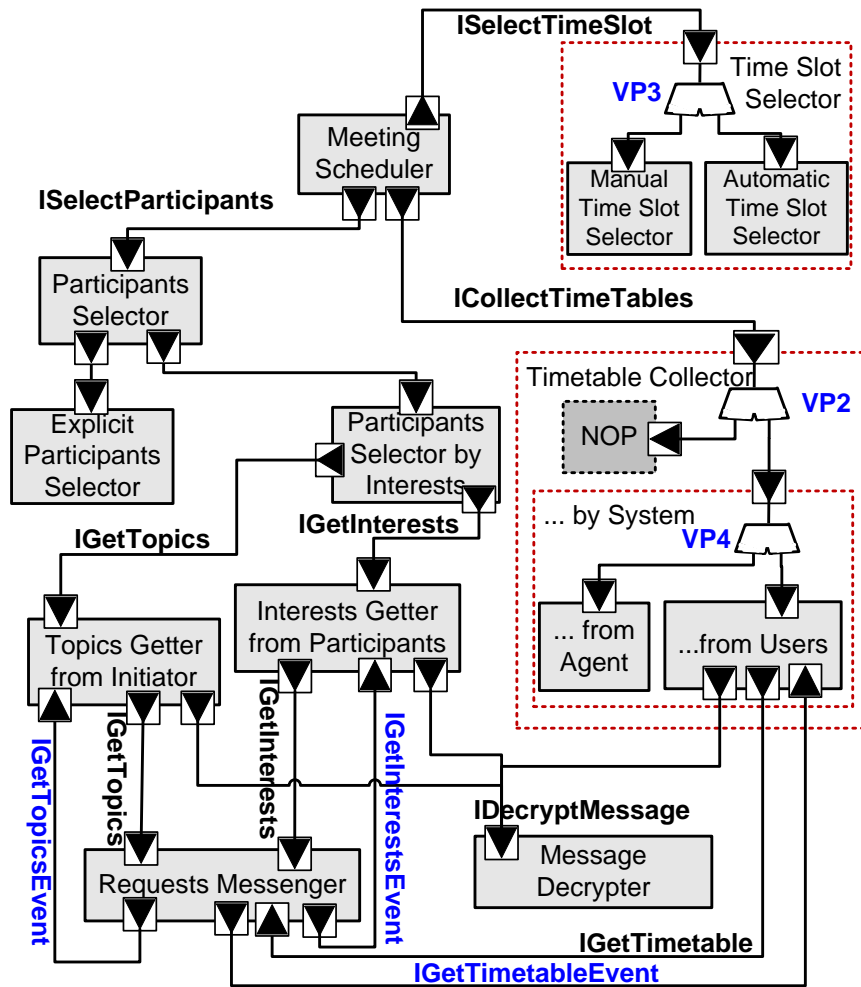 ISelectTimeSlot
Time Slot
Selector
VP3
Meeting
Scheduler
Manual
Time Slot
Selector
Automatic
Time Slot
Selector
ISelectParticipants
Participants
Selector
ICollectTimeTables
Timetable Collector
VP2
NOP
Explicit
Participants
Selector
Participants
Selector by
Interests
... by System
VP4
IGetTopics
IGetInterests
Topics Getter
from Initiator
Interests Getter
from Participants
... from
Agent
...from Users
IGetTopicsEvent
IGetTopics
IGetInterests
IGetInterestsEvent
IDecryptMessage
Message
Decrypter
Requests Messenger
IGetTimetable
IGetTimetableEvent